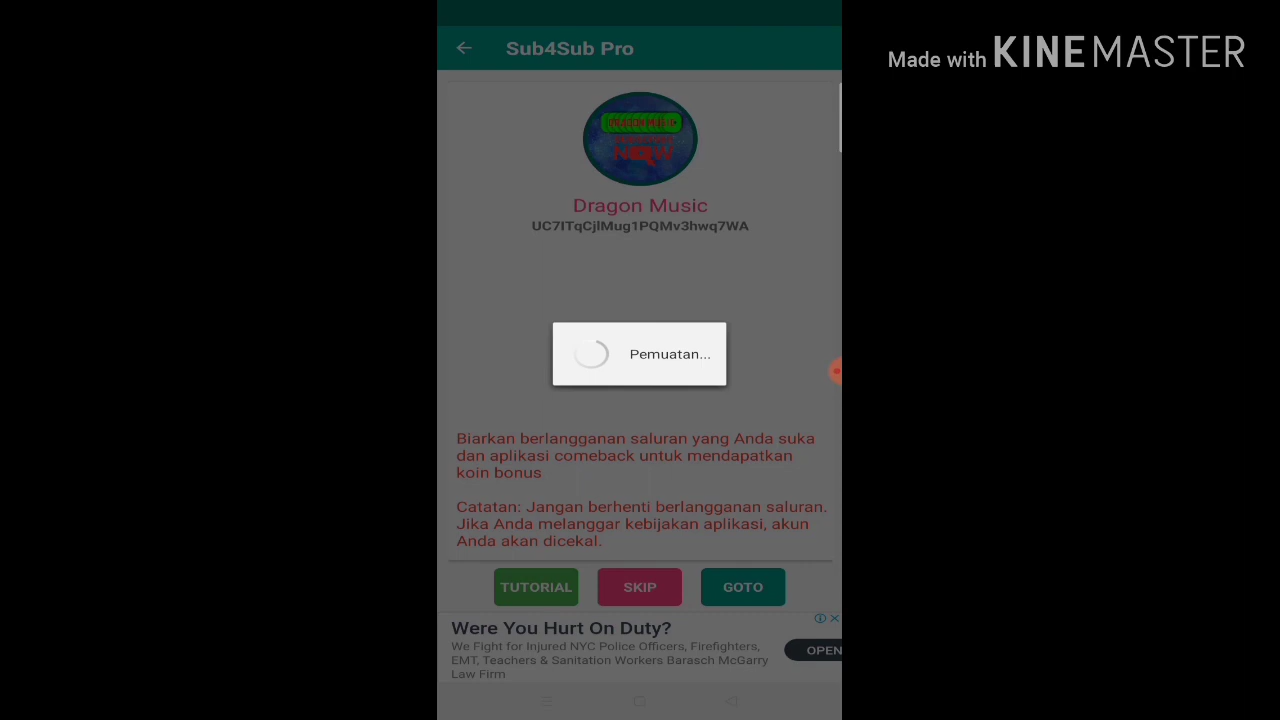 Sub4Sub Pro
Made with KINEMASTER
NOW
Dragon Music
UC7ITqCjlMug1PQMv3hwq7WA
Pemuatan...
Biarkan berlangganan saluran yang Anda suka
dan aplikasi comeback untuk mendapatkan
koin bonus
Catatan: Jangan berhenti berlangganan saluran.
Jika Anda melanggar kebijakan aplikasi, akun
Anda akan dicekal.
TUTORIAL
SKIP
GOTO
Were You Hurt On Duty?
We Fight for Injured NYC Police Officers, Firefighters,
EMT, Teachers & Sanitation Workers Barasch McGarry
Law Firm
OPEN